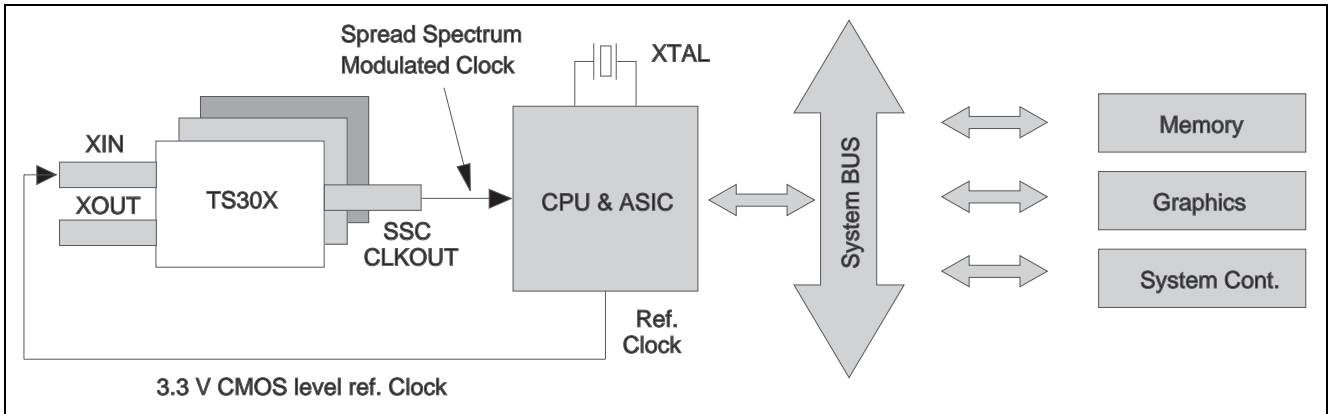 Spread Spectrum
Modulated Clock
XTAL
XIN
XOUT
TS30X
SSC
CLKOUT
CPU & ASIC
System BUS
Memory
Graphics
System Cont.
Ref.
Clock
3.3 V CMOS level ref. Clock